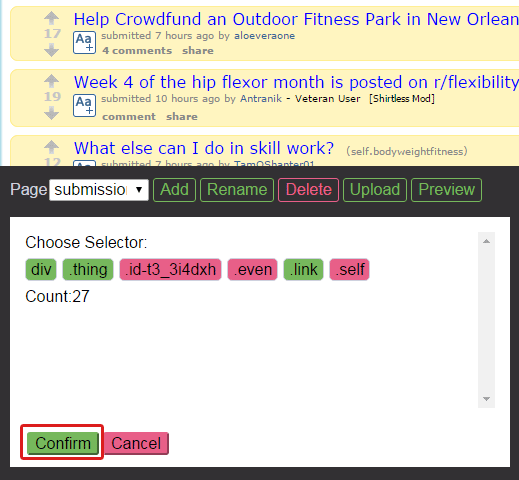 Help Crowdfund an Outdoor Fitness Park in New Orlean
17
Aa+
submitted 7 hours ago by aloeveraone
4 comments share
Week 4 of the hip flexor month is posted on r/flexibility
19
Aa+
submitted 10 hours ago by Antranik - Veteran User [Shirtless Mod]
comment share
What else can I do in skill work? (self.bodyweightfitness)
12
Aa
submitted 7 hours ago by TamOShanter01
Page submission Add Rename Delete Upload Preview
Choose Selector:
div .thing .id-t3_3i4dxh .even .link .self
Count:27
Confirm Cancel